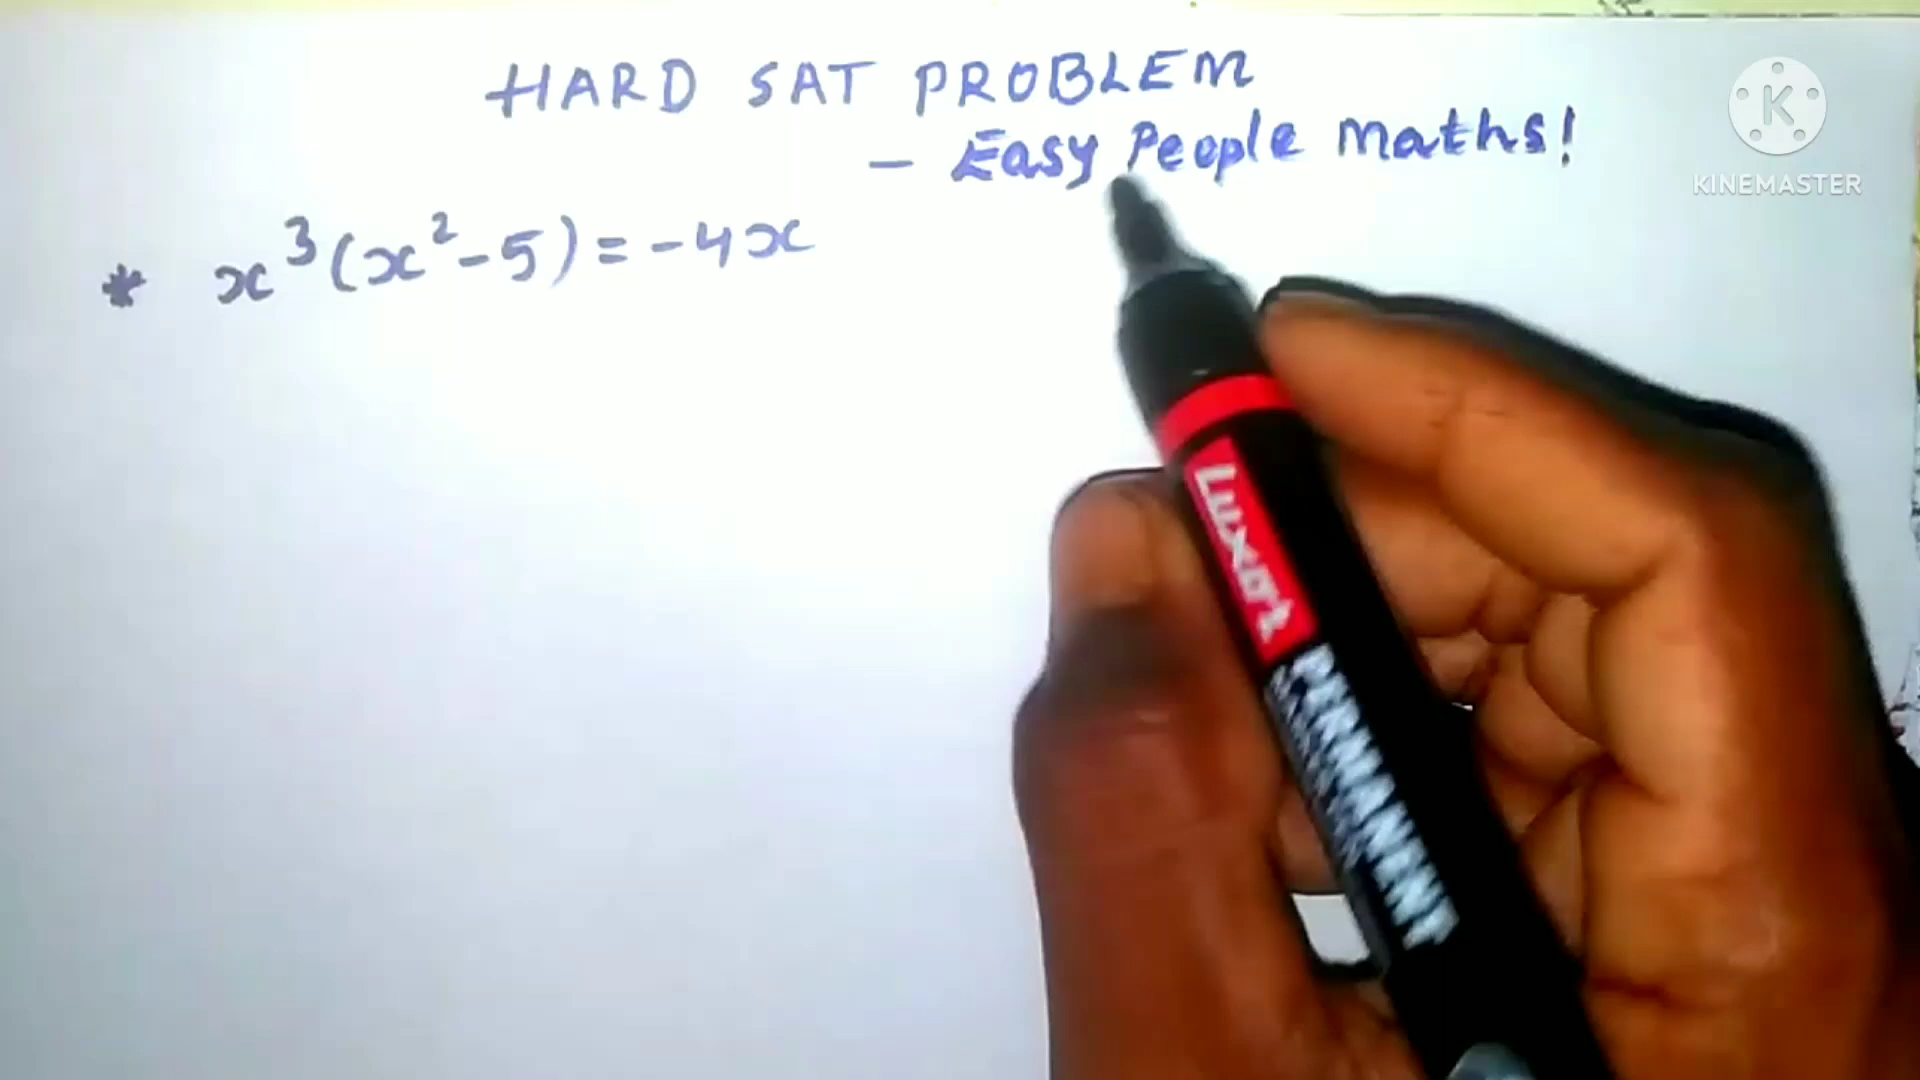 HARD SAT PROBLEM
- Easy People Maths!
* x³(x²-5)=-4x
K
KINEMASTER
Luxor
PERMANENT